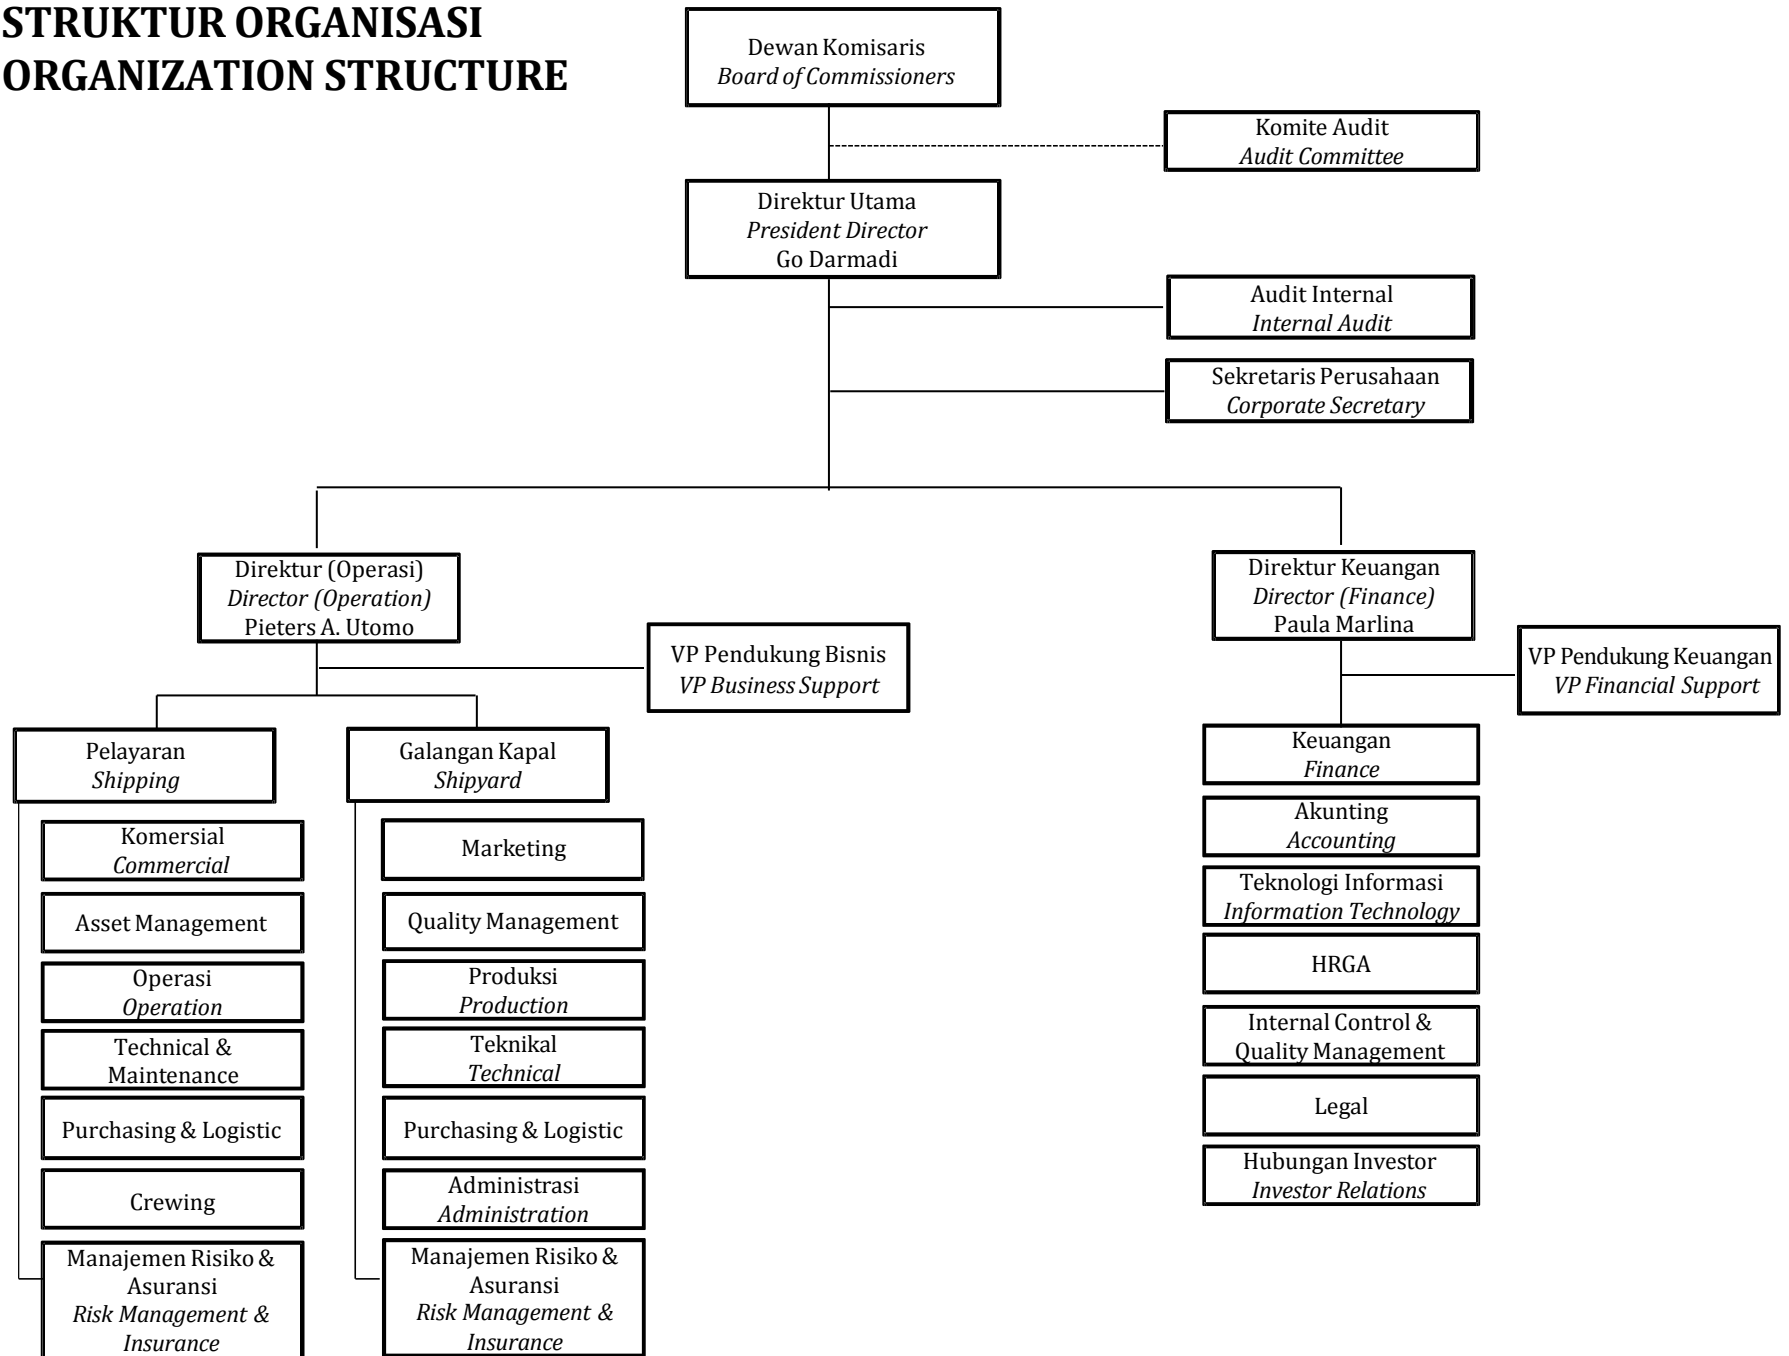 STRUKTUR ORGANISASI
ORGANIZATION STRUCTURE
Dewan Komisaris
Board of Commissioners
Komite Audit
Audit Committee
Direktur Utama
President Director
Go Darmadi
Audit Internal
Internal Audit
Sekretaris Perusahaan
Corporate Secretary
Direktur (Operasi)
Director (Operation)
Pieters A. Utomo
VP Pendukung Bisnis
VP Business Support
Pelayaran
Shipping
Komersial
Commercial
Asset Management
Operasi
Operation
Technical &
Maintenance
Purchasing & Logistic
Crewing
Manajemen Risiko &
Asuransi
Risk Management &
Insurance
Galangan Kapal
Shipyard
Marketing
Quality Management
Produksi
Production
Teknikal
Technical
Purchasing & Logistic
Administrasi
Administration
Manajemen Risiko &
Asuransi
Risk Management &
Insurance
Direktur Keuangan
Director (Finance)
Paula Marlina
VP Pendukung Keuangan
VP Financial Support
Keuangan
Finance
Akunting
Accounting
Teknologi Informasi
Information Technology
HRGA
Internal Control &
Quality Management
Legal
Hubungan Investor
Investor Relations